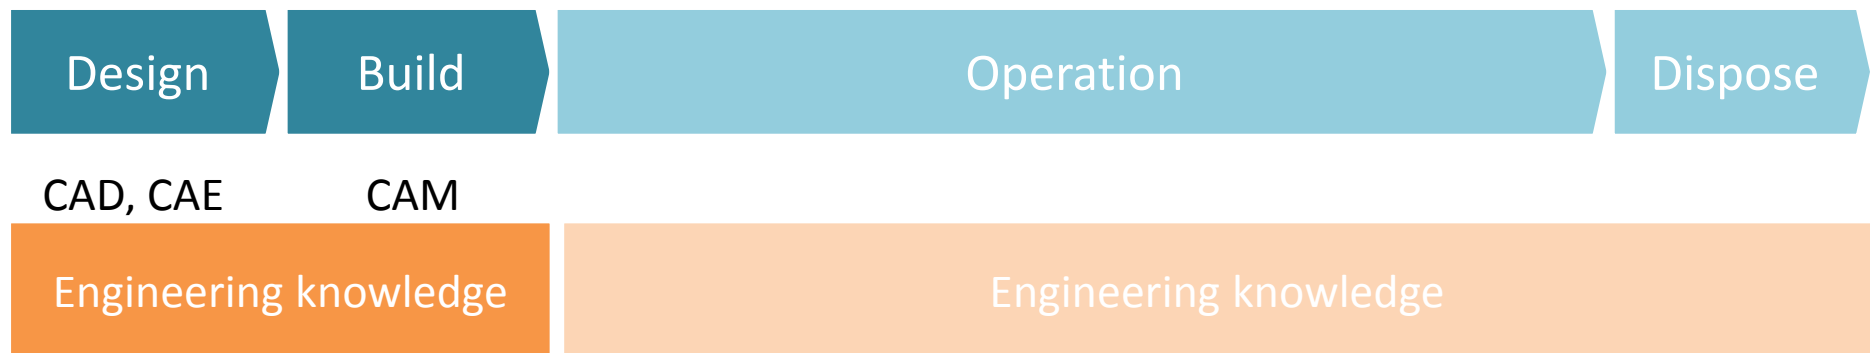 Design
Build
Operation
Dispose
CAD, CAE
CAM
Engineering knowledge
Engineering knowledge